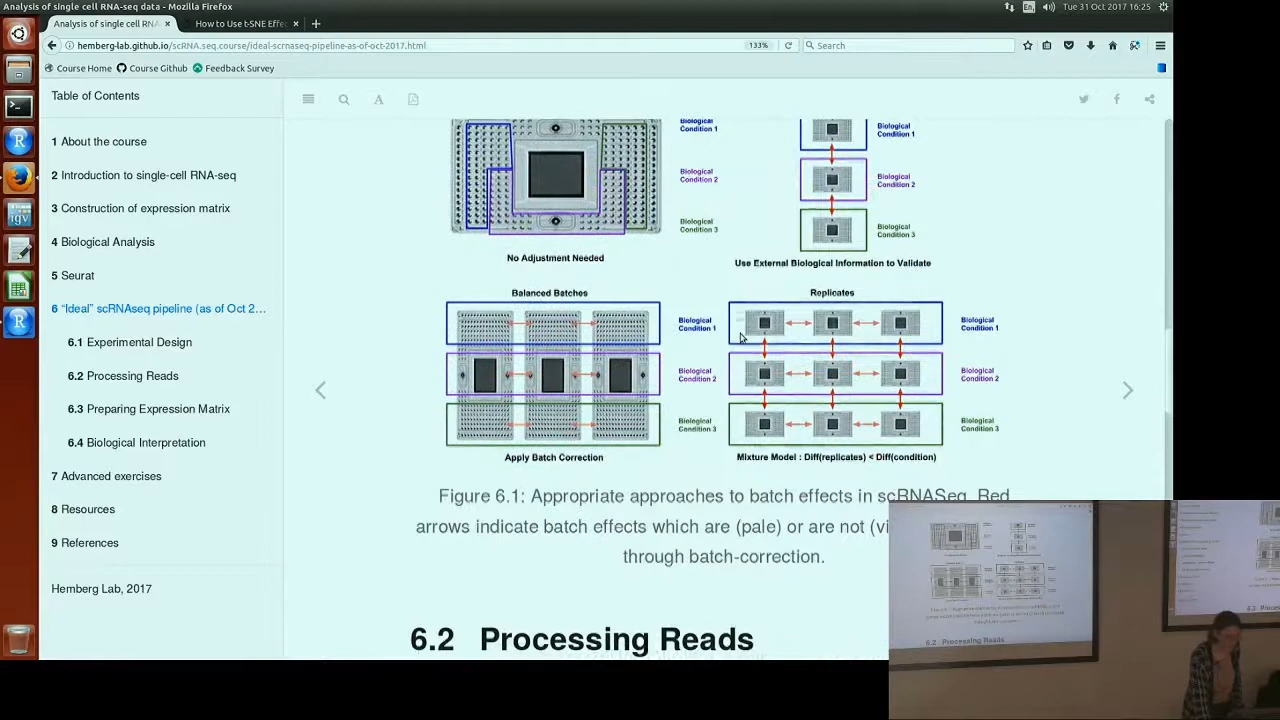 Analysis of single cell RNA-seq data - Mozilla Firefox
En
Tue 31 Oct 2017 16:25
Analysis of single cell RNA
How to Use t-SNE Effec
hemberg-lab.github.io/scRNA.seq.course/ideal-scrnaseq-pipeline-as-of-oct-2017.html
133%
Search
Course Home
Course Github
Feedback Survey
Table of Contents
1 About the course
2 Introduction to single-cell RNA-seq
3 Construction of expression matrix
4 Biological Analysis
5 Seurat
6 “Ideal” scRNAseq pipeline (as of Oct 2...
6.1 Experimental Design
6.2 Processing Reads
6.3 Preparing Expression Matrix
6.4 Biological Interpretation
7 Advanced exercises
8 Resources
9 References
Hemberg Lab, 2017
Biological
Condition 1
Biological
Condition 2
Biological
Condition 3
No Adjustment Needed
Biological
Condition 1
Biological
Condition 2
Biological
Condition 3
Use External Biological Information to Validate
Balanced Batches
Biological
Condition 1
Biological
Condition 2
Biological
Condition 3
Apply Batch Correction
Replicates
Biological
Condition 1
Biological
Condition 2
Biological
Condition 3
Mixture Model : Diff(replicates) < Diff(condition)
Figure 6.1: Appropriate approaches to batch effects in scRNASeq. Red
arrows indicate batch effects which are (pale) or are not (vi
through batch-correction.
6.2 Processing Reads
6.2 Processing Reads